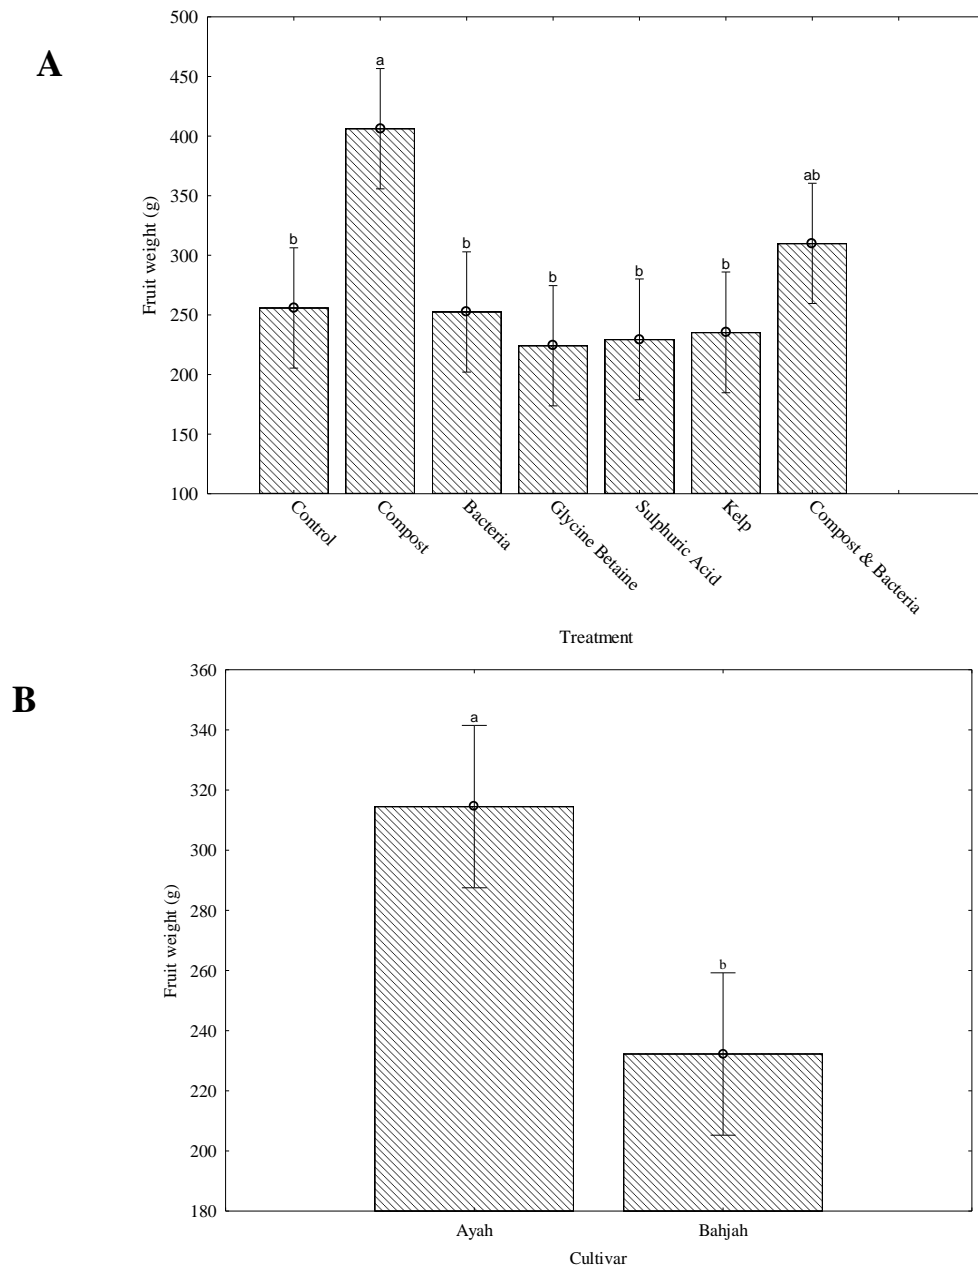 A
500
450
400
350
300
250
200
150
100
Fruit weight (g)
b
a
b
b
b
b
ab
Control
Compost
Bacteria
Glycine Betaine
Sulphuric Acid
Kelp
Compost & Bacteria
Treatment
B
360
340
320
300
280
260
240
220
200
180
Fruit weight (g)
a
b
Ayah
Bahjah
Cultivar